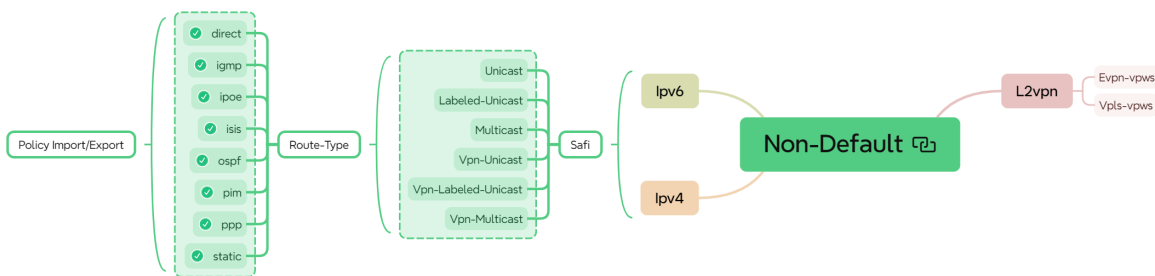 Policy Import/Export
direct
igmp
ipoe
isis
ospf
pim
ppp
static
Route-Type
Unicast
Labeled-Unicast
Multicast
Vpn-Unicast
Vpn-Labeled-Unicast
Vpn-Multicast
Safi
Ipv6
Ipv4
Non-Default
L2vpn
Evpn-vpws
Vpls-vpws